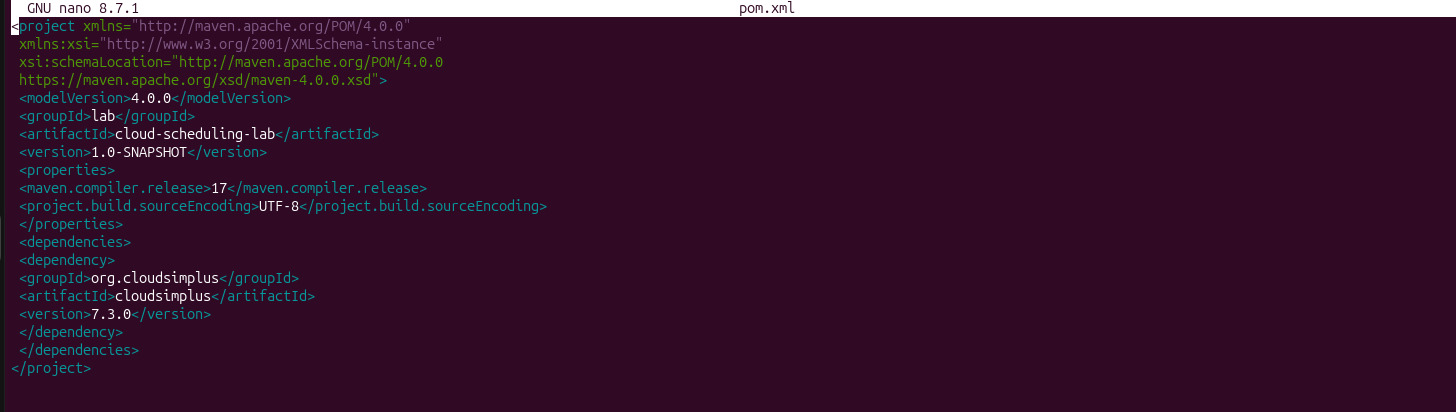 GNU nano 8.7.1 pom.xml
<project xmlns="http://maven.apache.org/POM/4.0.0"
xmlns:xsi="http://www.w3.org/2001/XMLSchema-instance"
xsi:schemaLocation="http://maven.apache.org/POM/4.0.0
https://maven.apache.org/xsd/maven-4.0.0.xsd">
<modelVersion>4.0.0</modelVersion>
<groupId>lab</groupId>
<artifactId>cloud-scheduling-lab</artifactId>
<version>1.0-SNAPSHOT</version>
<properties>
<maven.compiler.release>17</maven.compiler.release>
<project.build.sourceEncoding>UTF-8</project.build.sourceEncoding>
</properties>
<dependencies>
<dependency>
<groupId>org.cloudsimplus</groupId>
<artifactId>cloudsimplus</artifactId>
<version>7.3.0</version>
</dependency>
</dependencies>
</project>